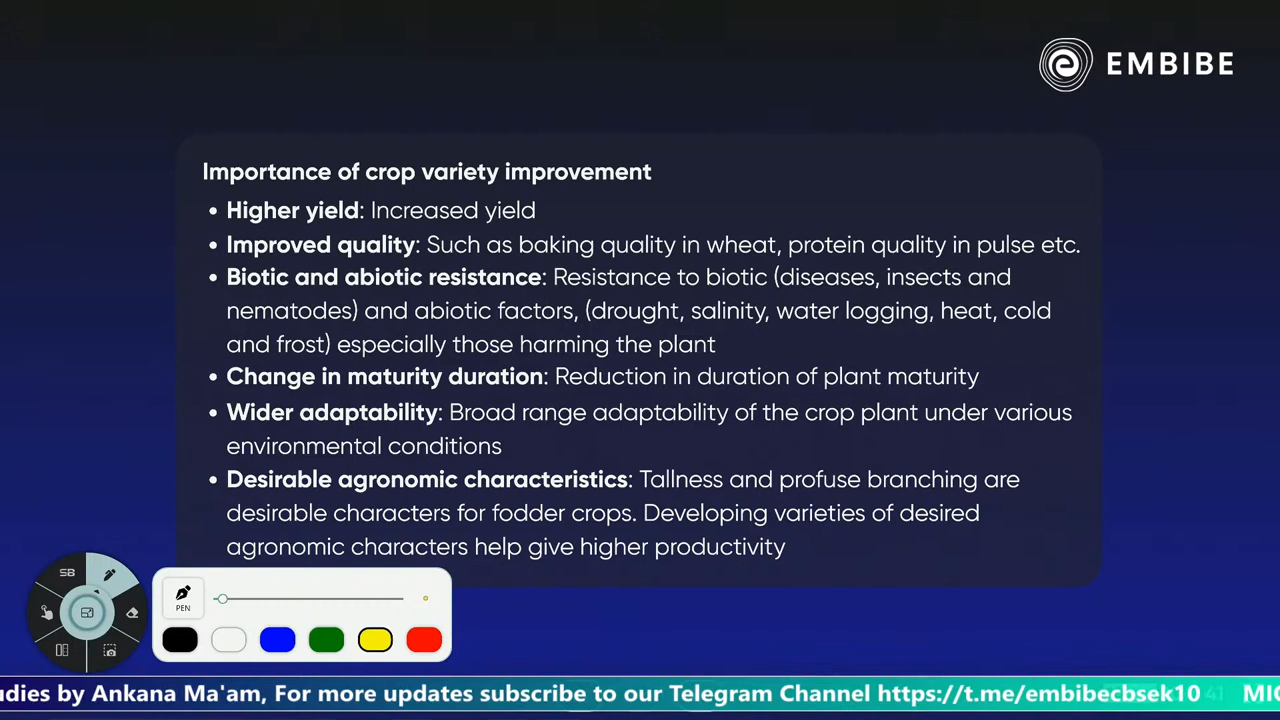 EMBIBE
Importance of crop variety improvement
• Higher yield: Increased yield
• Improved quality: Such as baking quality in wheat, protein quality in pulse etc.
• Biotic and abiotic resistance: Resistance to biotic (diseases, insects and
nematodes) and abiotic factors, (drought, salinity, water logging, heat, cold
and frost) especially those harming the plant
• Change in maturity duration: Reduction in duration of plant maturity
• Wider adaptability: Broad range adaptability of the crop plant under various
environmental conditions
• Desirable agronomic characteristics: Tallness and profuse branching are
desirable characters for fodder crops. Developing varieties of desired
agronomic characters help give higher productivity
SB
PEN
udies by Ankana Ma'am, For more updates subscribe to our Telegram Channel https://t.me/embibecbsek10 41 MIC